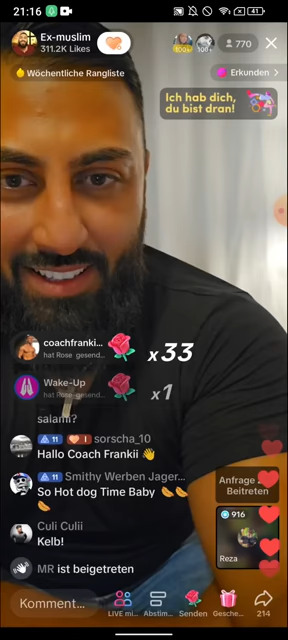 21:16
41
Ex-muslim
311.2K Likes
100+
100+
770
Wöchentliche Rangliste
Erkunden >
Ich hab dich,
du bist dran!
coachfranki...
hat Rose gesend...
x33
Wake-Up
hat Rose gesend...
x1
salami?
11 I sorscha_10
Hallo Coach Frankii
11 Smithy Werben Jager...
So Hot dog Time Baby
Anfrage
Beitreten
916
Culi Culii
Kelb!
Reza
MR ist beigetreten
Komment...
LIVE mi...
Abstim...
Senden
Gesche...
214